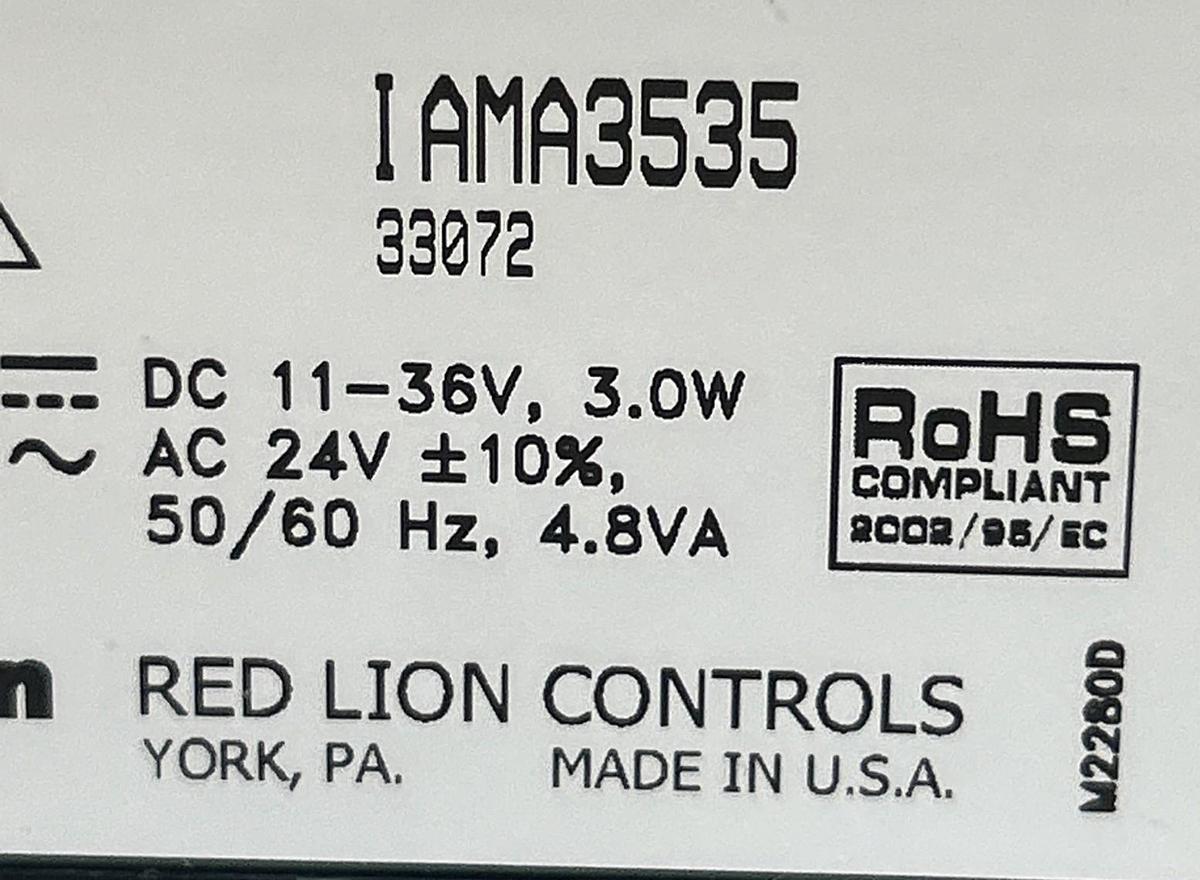 IAMA3535
33072
DC 11-36V, 3.0W
AC 24V ±10%,
50/60 Hz, 4.8VA
RoHS
COMPLIANT
2002/95/EC
n RED LION CONTROLS
YORK, PA. MADE IN U.S.A.
M2280D